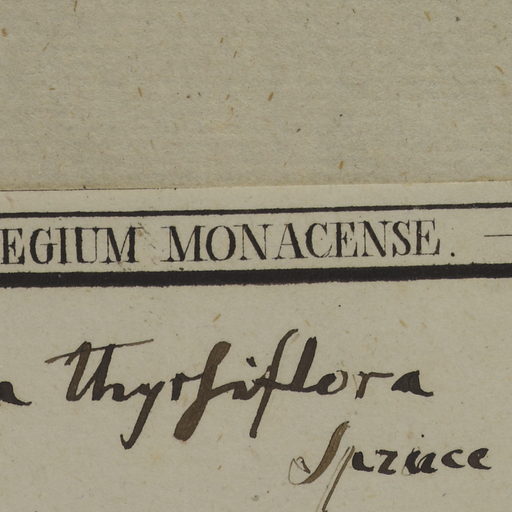 EGIUM MONACENSE. —
a thyrsiflora
Spruce